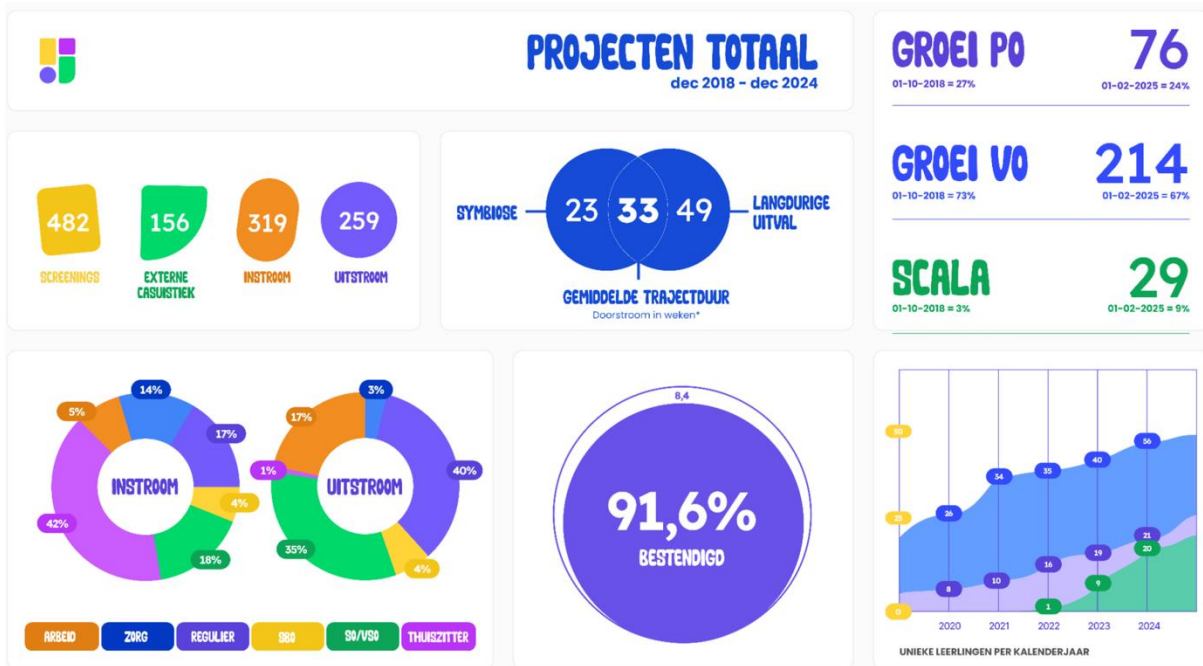 PROJECTEN TOTAAL
dec 2018 - dec 2024
GROEI PO 76
01-10-2018 = 27% 01-02-2025 = 24%
GROEI VO 214
01-10-2018 = 73% 01-02-2025 = 67%
SCALA 29
01-10-2018 = 3% 01-02-2025 = 9%
482
SCREENINGS
156
EXTERNE
CASUISTIEK
319
INSTROOM
259
UITSTROOM
SYMBIOSE
23 33 49
LANGDURIGE
UITVAL
GEMIDDELDE TRAJECTDUUR
Doorstroom in weken*
INSTROOM
14%
17%
4%
18%
42%
5%
UITSTROOM
3%
40%
4%
35%
1%
17%
ARBEID ZORG REGULIER SBO SO/VSO THUISZITTER
8,4
91,6%
BESTENDIGD
50
25
0
26 34 35 40 56
8 10 16 19 21
1 9 20
2020 2021 2022 2023 2024
UNIEKE LEERLINGEN PER KALENDERJAAR